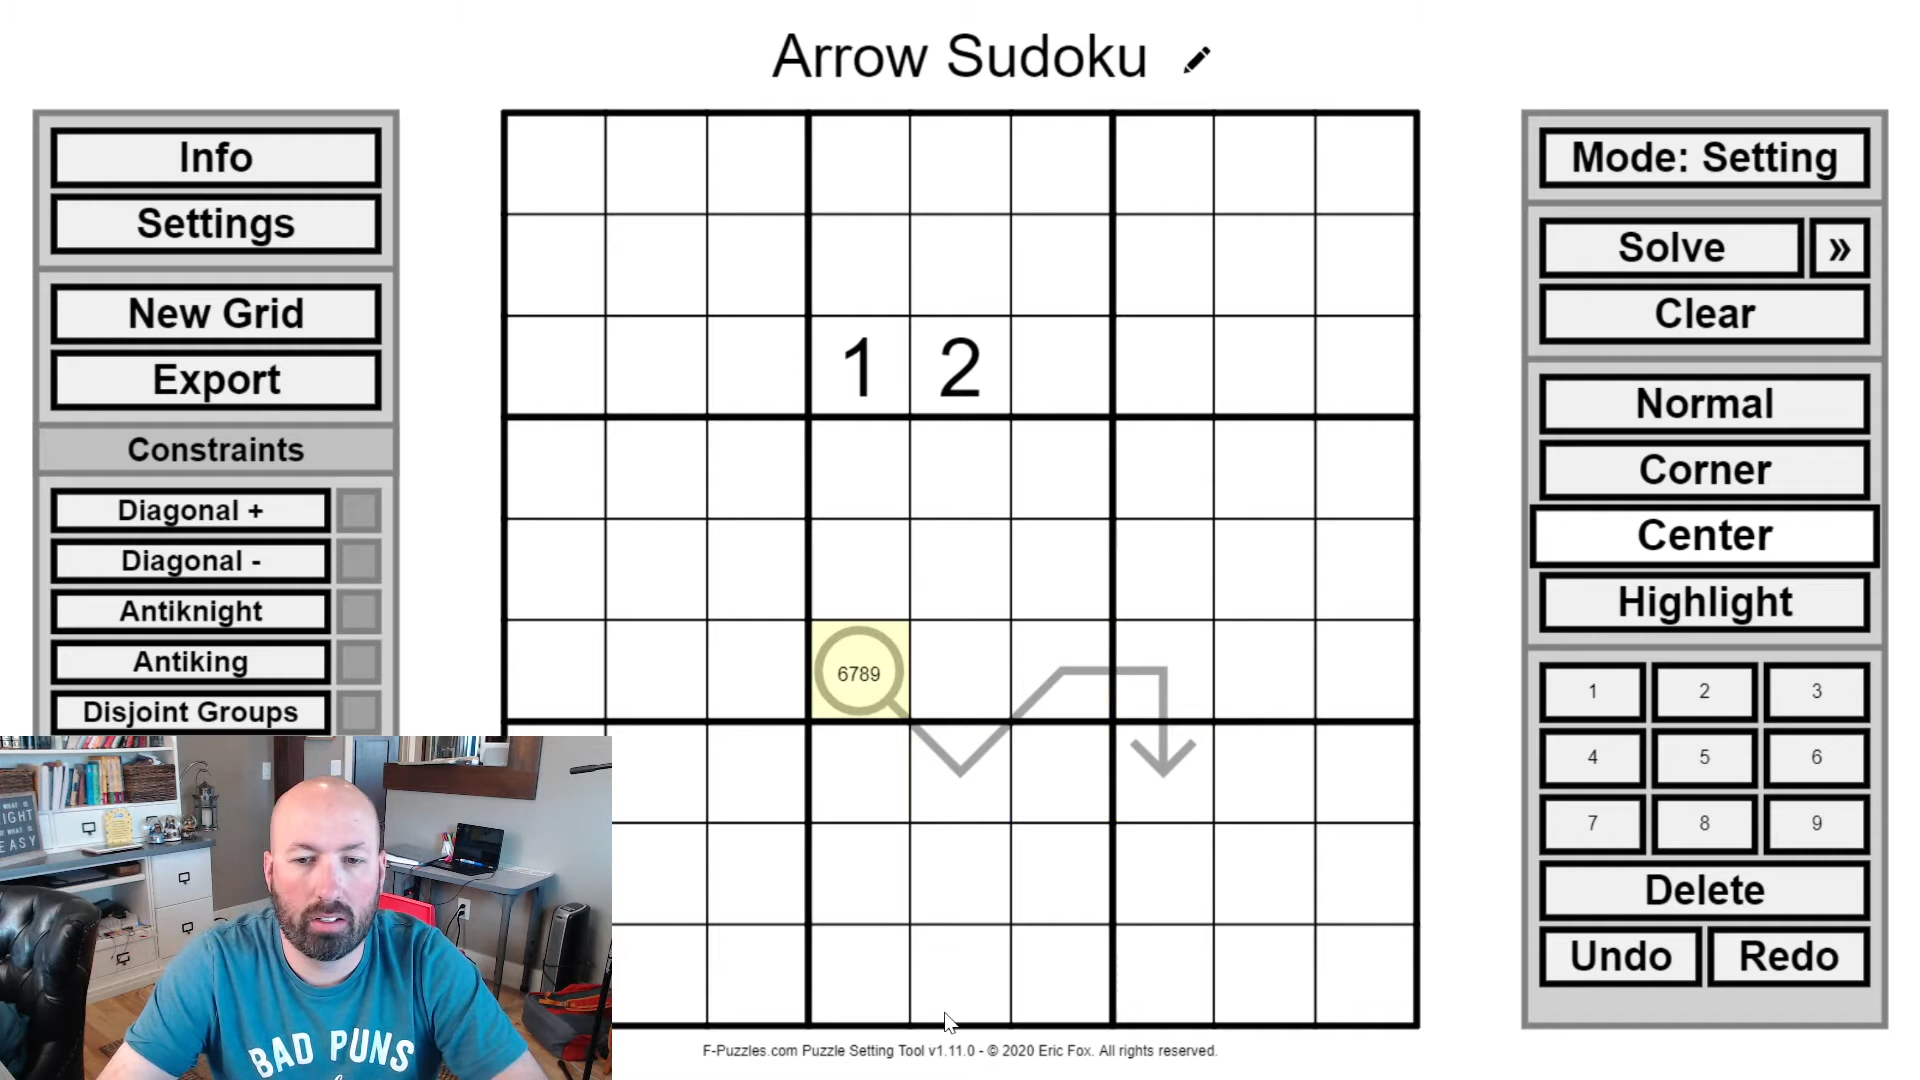 Arrow Sudoku
Info
Settings
New Grid
Export
Constraints
Diagonal +
Diagonal -
Antiknight
Antiking
Disjoint Groups
1 2
6789
Mode: Setting
Solve »
Clear
Normal
Corner
Center
Highlight
1 2 3
4 5 6
7 8 9
Delete
Undo Redo
BAD PUNS
F-Puzzles.com Puzzle Setting Tool v1.11.0 - © 2020 Eric Fox. All rights reserved.